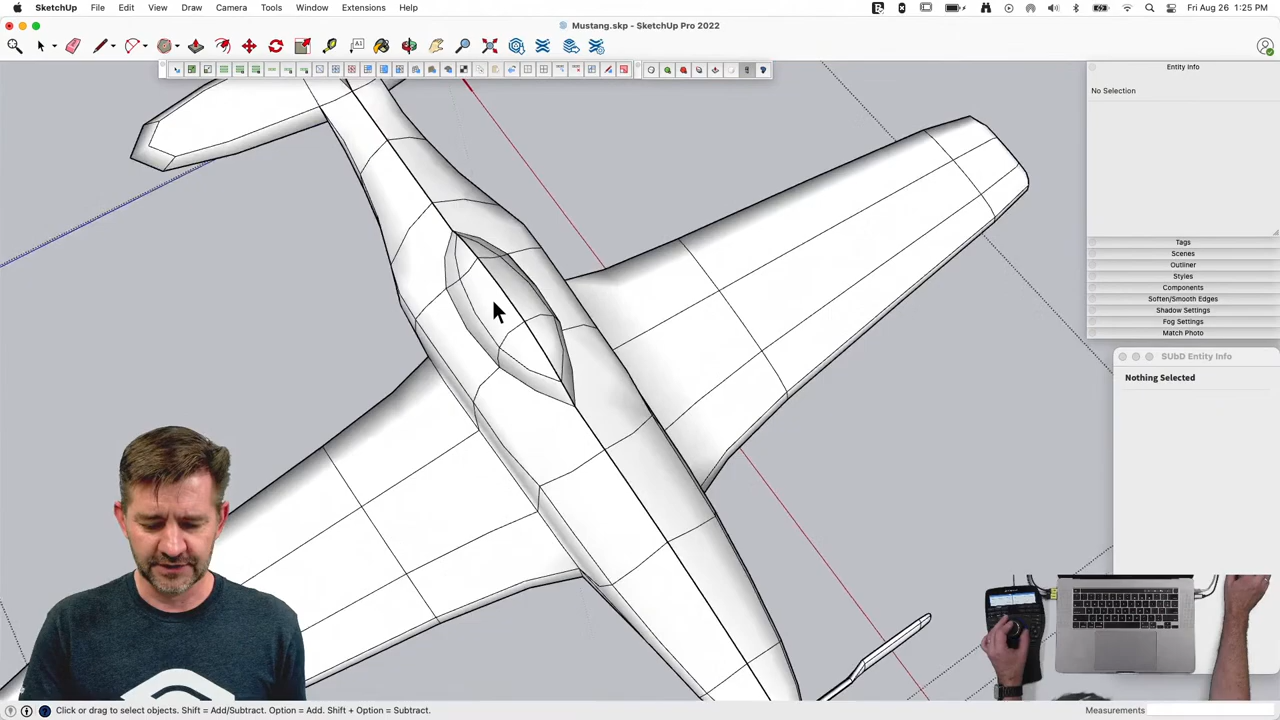 SketchUp File Edit View Draw Camera Tools Window Extensions Help
Fri Aug 26 1:25 PM
Mustang.skp - SketchUp Pro 2022
Entity Info
No Selection
Tags
Scenes
Outliner
Styles
Components
Soften/Smooth Edges
Shadow Settings
Fog Settings
Match Photo
SUbD Entity Info
Nothing Selected
Click or drag to select objects. Shift = Add/Subtract. Option = Add. Shift + Option = Subtract.
Measurements